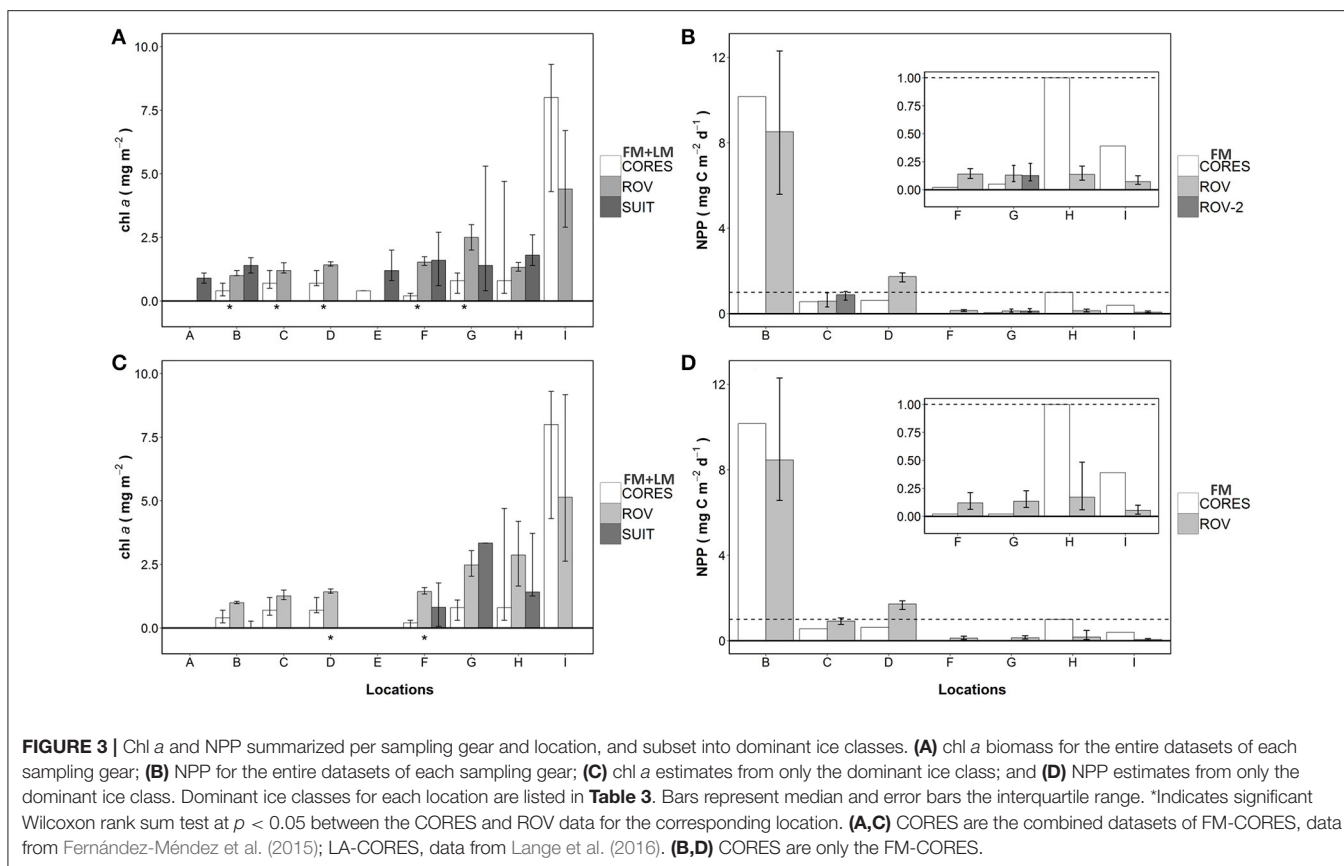 A
10.0
7.5
5.0
2.5
0.0
chl a ( mg m−2 )
FM+LM
CORES
ROV
SUIT
* * * * *
A B C D E F G H I
B
12
8
4
0
NPP ( mg C m−2 d−1 )
1.00
0.75
0.50
0.25
0.00
F G H I
FM
CORES
ROV
ROV-2
B C D F G H I
C
10.0
7.5
5.0
2.5
0.0
chl a ( mg m−2 )
FM+LM
CORES
ROV
SUIT
* *
A B C D E F G H I
Locations
D
12
8
4
0
NPP ( mg C m−2 d−1 )
1.00
0.75
0.50
0.25
0.00
F G H I
FM
CORES
ROV
B C D F G H I
Locations
FIGURE 3 | Chl a and NPP summarized per sampling gear and location, and subset into dominant ice classes. (A) chl a biomass for the entire datasets of each
sampling gear; (B) NPP for the entire datasets of each sampling gear; (C) chl a estimates from only the dominant ice class; and (D) NPP estimates from only the
dominant ice class. Dominant ice classes for each location are listed in Table 3. Bars represent median and error bars the interquartile range. *Indicates significant
Wilcoxon rank sum test at p < 0.05 between the CORES and ROV data for the corresponding location. (A,C) CORES are the combined datasets of FM-CORES, data
from Fernández-Méndez et al. (2015); LA-CORES, data from Lange et al. (2016). (B,D) CORES are only the FM-CORES.